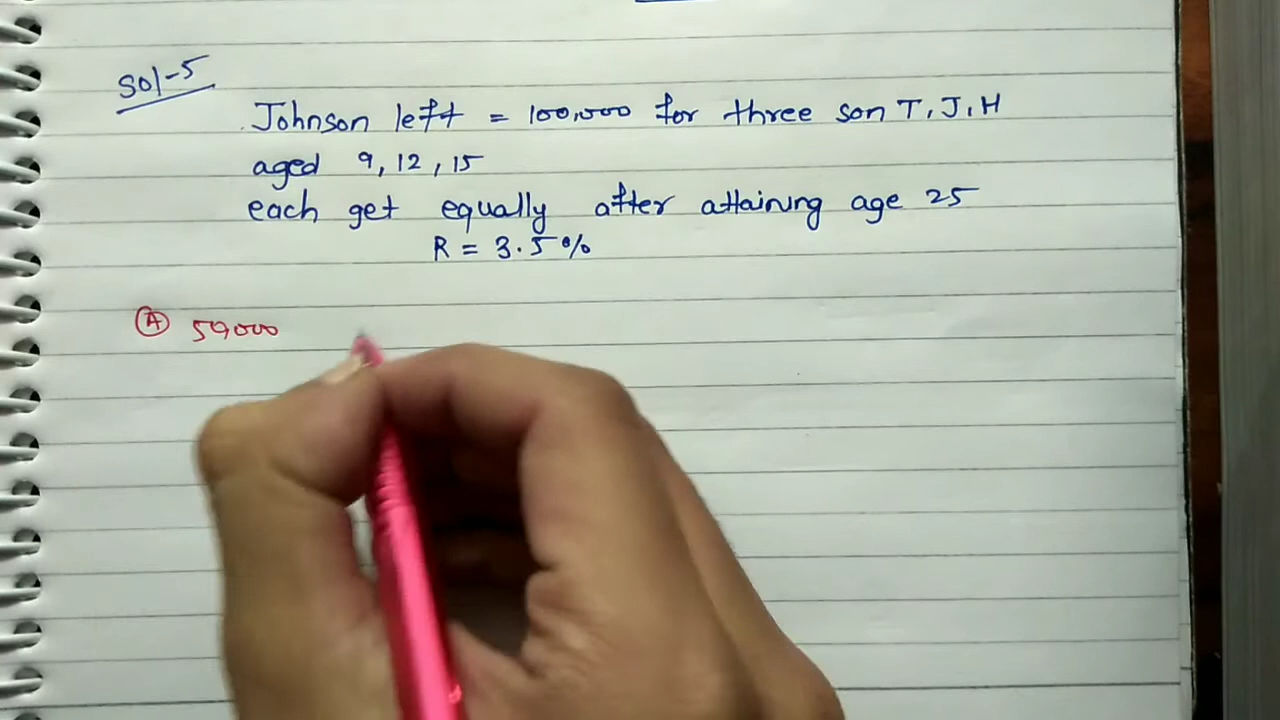 Sol-5
Johnson left = 100,000 for three son T, J, H
aged 9, 12, 15
each get equally after attaining age 25
R = 3.5%
A 59000